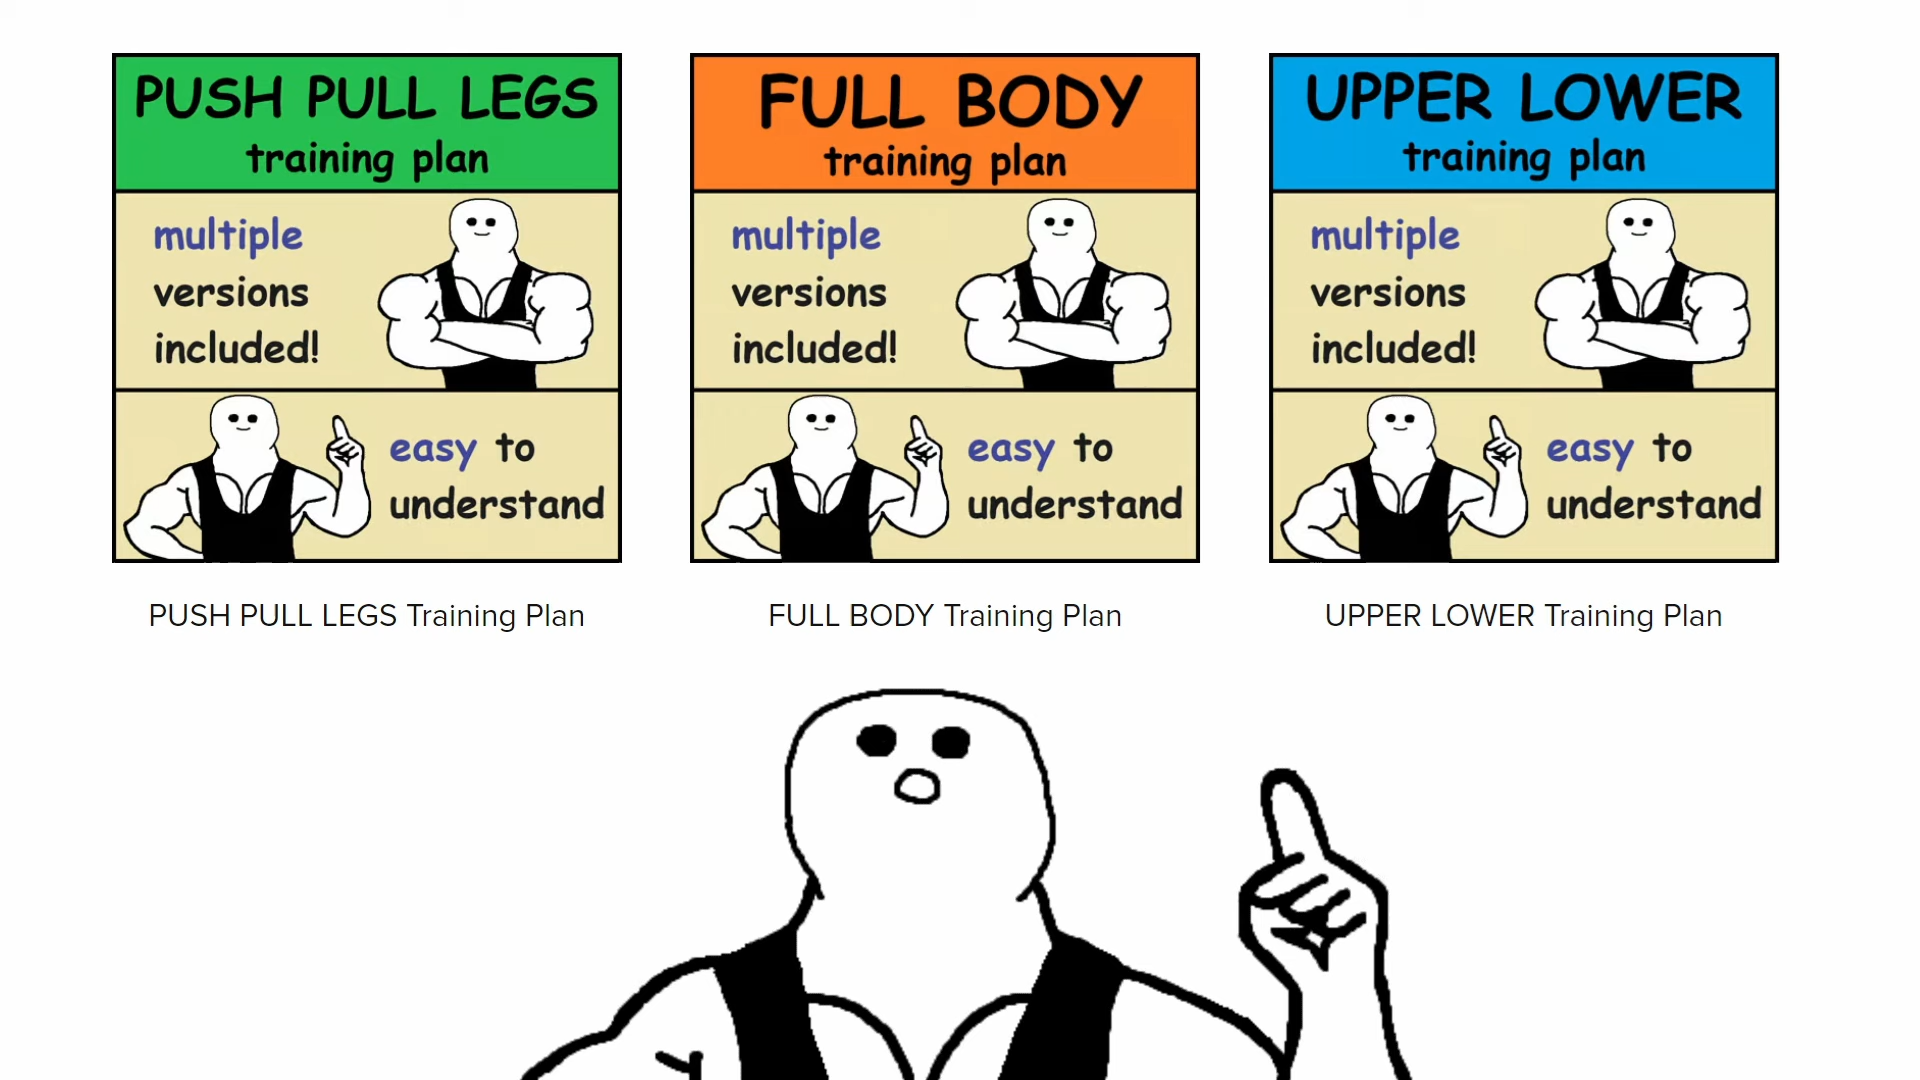 PUSH PULL LEGS
training plan
multiple
versions
included!
easy to
understand
PUSH PULL LEGS Training Plan
FULL BODY
training plan
multiple
versions
included!
easy to
understand
FULL BODY Training Plan
UPPER LOWER
training plan
multiple
versions
included!
easy to
understand
UPPER LOWER Training Plan